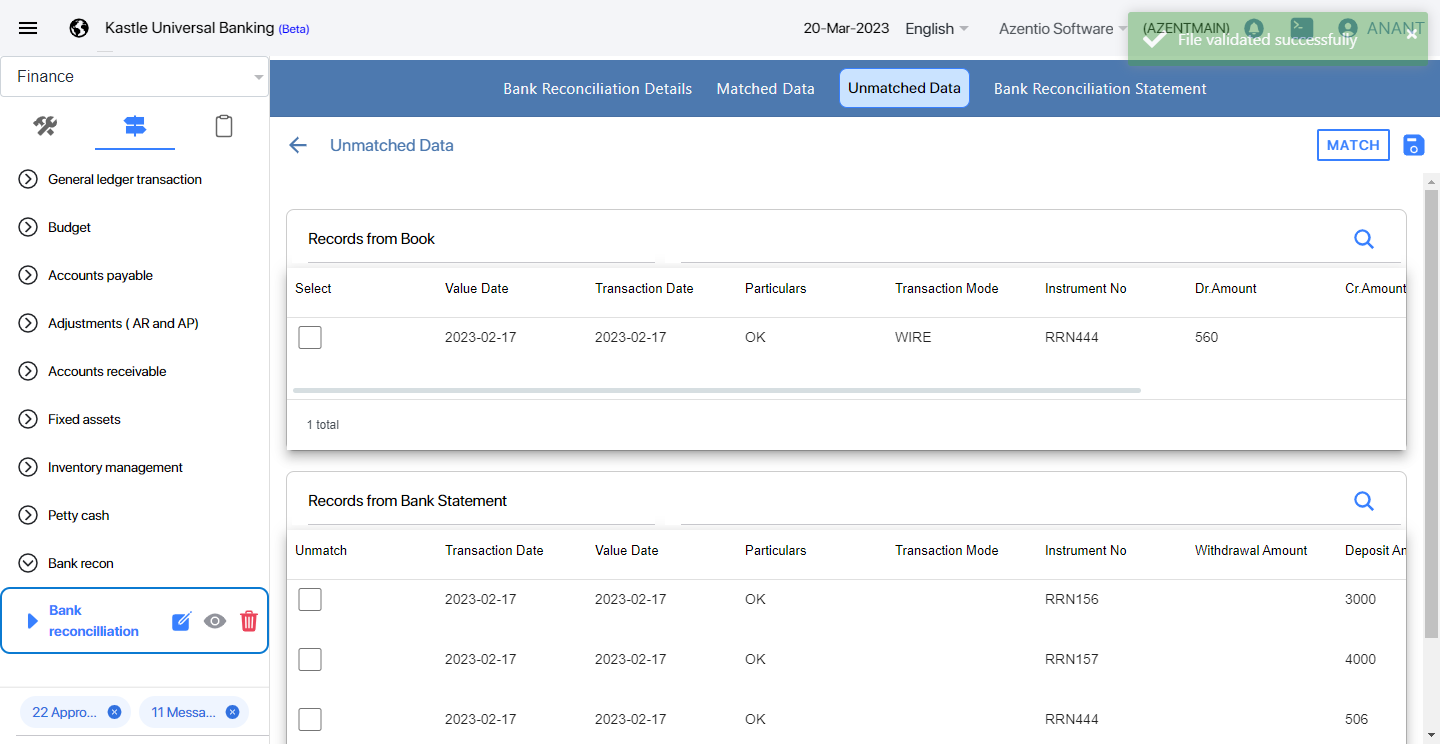 Kastle Universal Banking (Beta)
20-Mar-2023
English
Azentio Software
(AZENTMAIN)
ANANT
File validated successfully
Finance
Bank Reconciliation Details
Matched Data
Unmatched Data
Bank Reconciliation Statement
Unmatched Data
MATCH
General ledger transaction
Budget
Accounts payable
Adjustments ( AR and AP)
Accounts receivable
Fixed assets
Inventory management
Petty cash
Bank recon
Bank
reconcilliation
22 Appro...
11 Messa...
Records from Book
Select Value Date Transaction Date Particulars Transaction Mode Instrument No Dr.Amount Cr.Amount
2023-02-17 2023-02-17 OK WIRE RRN444 560
1 total
Records from Bank Statement
Unmatch Transaction Date Value Date Particulars Transaction Mode Instrument No Withdrawal Amount Deposit Am
2023-02-17 2023-02-17 OK RRN156 3000
2023-02-17 2023-02-17 OK RRN157 4000
2023-02-17 2023-02-17 OK RRN444 506